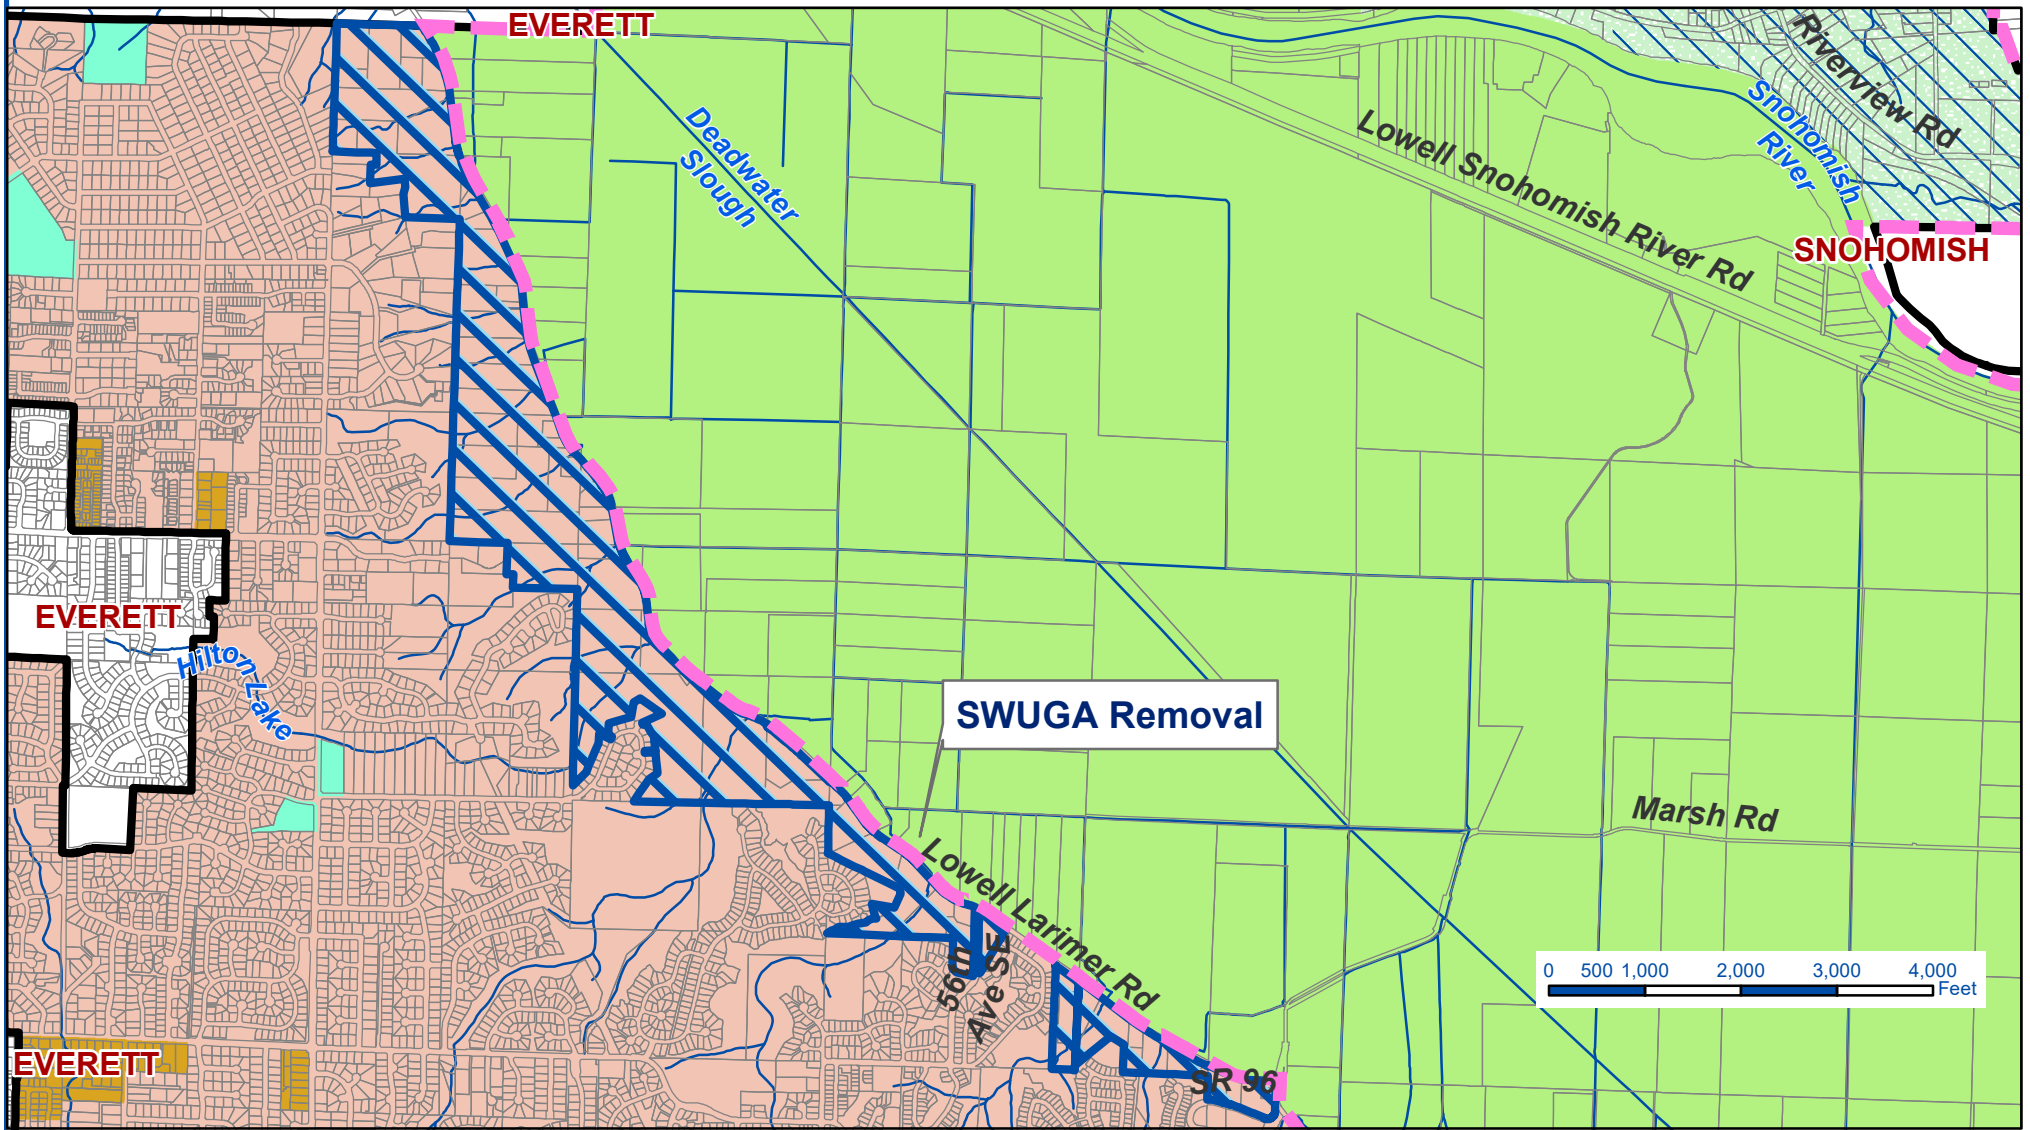 EVERETT
Riverview Rd
Snohomish
River
Deadwater
Slough
Lowell Snohomish River Rd
SNOHOMISH
EVERETT
Hilton Lake
SWUGA Removal
Marsh Rd
Lowell Larimer Rd
56th
Ave SE
0 500 1,000 2,000 3,000 4,000
Feet
EVERETT
SR 96